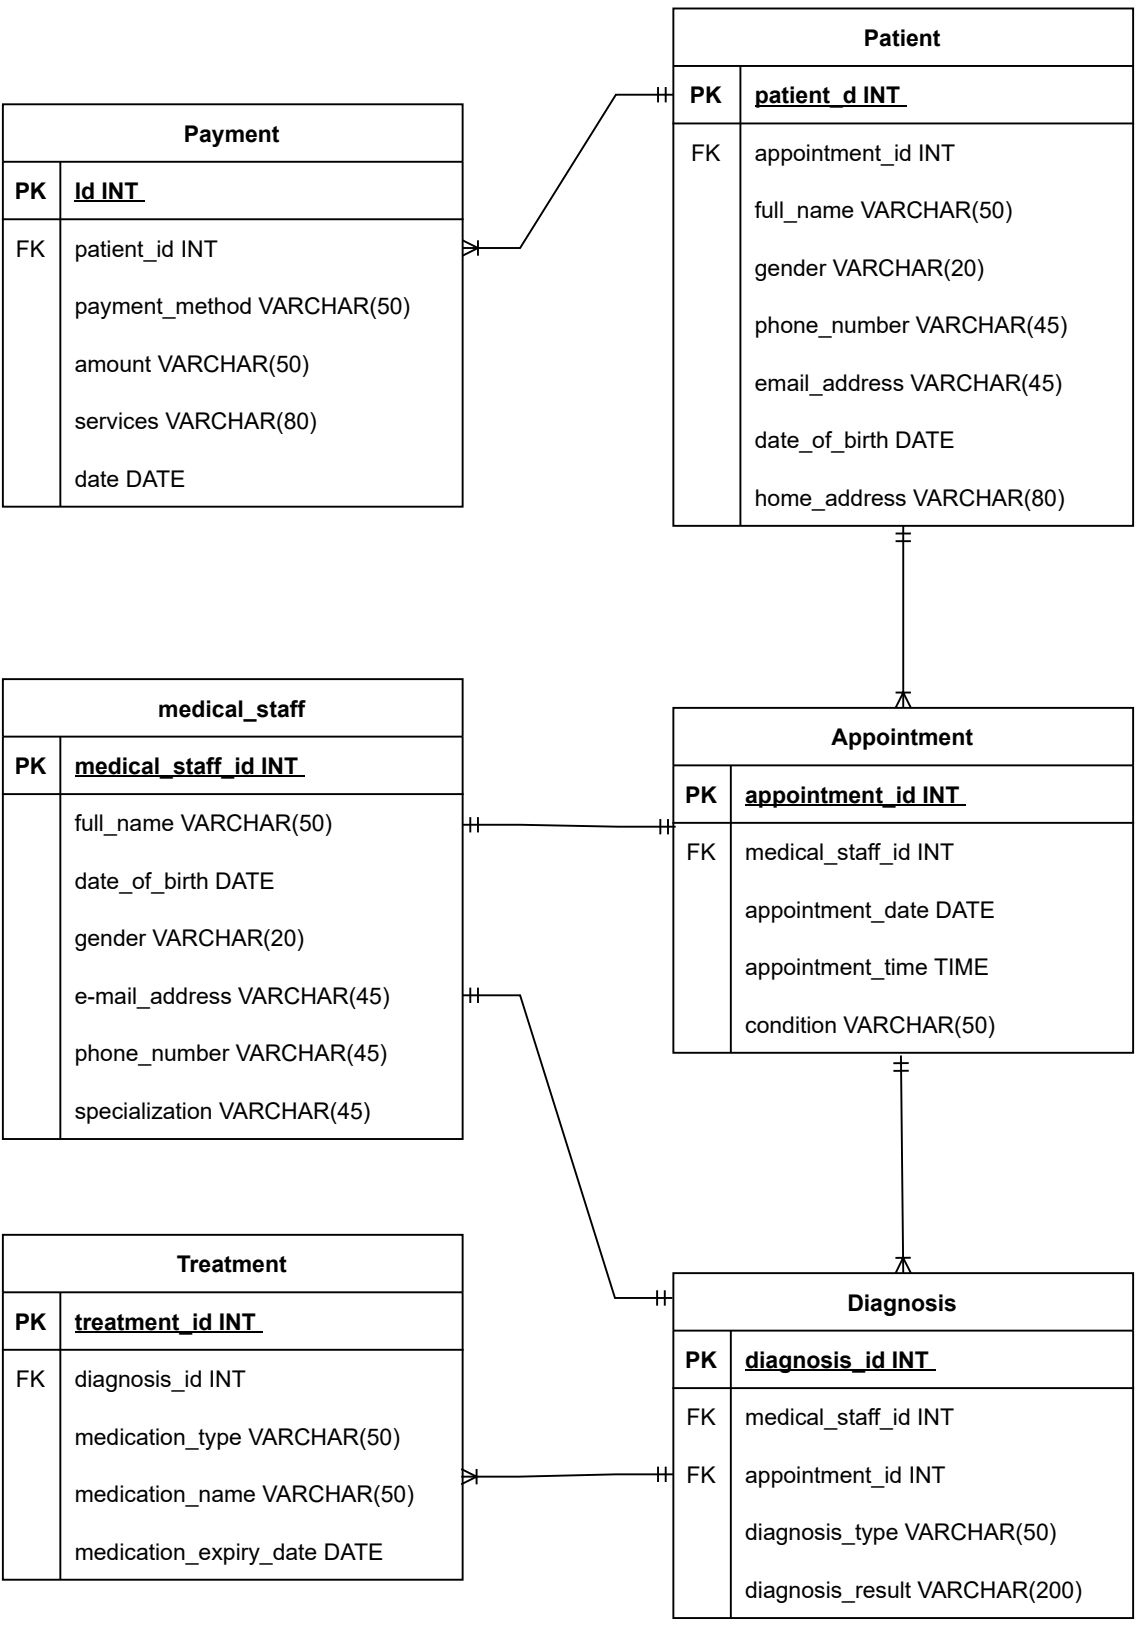 Patient
PK patient_d INT
FK appointment_id INT
full_name VARCHAR(50)
gender VARCHAR(20)
phone_number VARCHAR(45)
email_address VARCHAR(45)
date_of_birth DATE
home_address VARCHAR(80)
Payment
PK Id INT
FK patient_id INT
payment_method VARCHAR(50)
amount VARCHAR(50)
services VARCHAR(80)
date DATE
medical_staff
PK medical_staff_id INT
full_name VARCHAR(50)
date_of_birth DATE
gender VARCHAR(20)
e-mail_address VARCHAR(45)
phone_number VARCHAR(45)
specialization VARCHAR(45)
Appointment
PK appointment_id INT
FK medical_staff_id INT
appointment_date DATE
appointment_time TIME
condition VARCHAR(50)
Treatment
PK treatment_id INT
FK diagnosis_id INT
medication_type VARCHAR(50)
medication_name VARCHAR(50)
medication_expiry_date DATE
Diagnosis
PK diagnosis_id INT
FK medical_staff_id INT
FK appointment_id INT
diagnosis_type VARCHAR(50)
diagnosis_result VARCHAR(200)